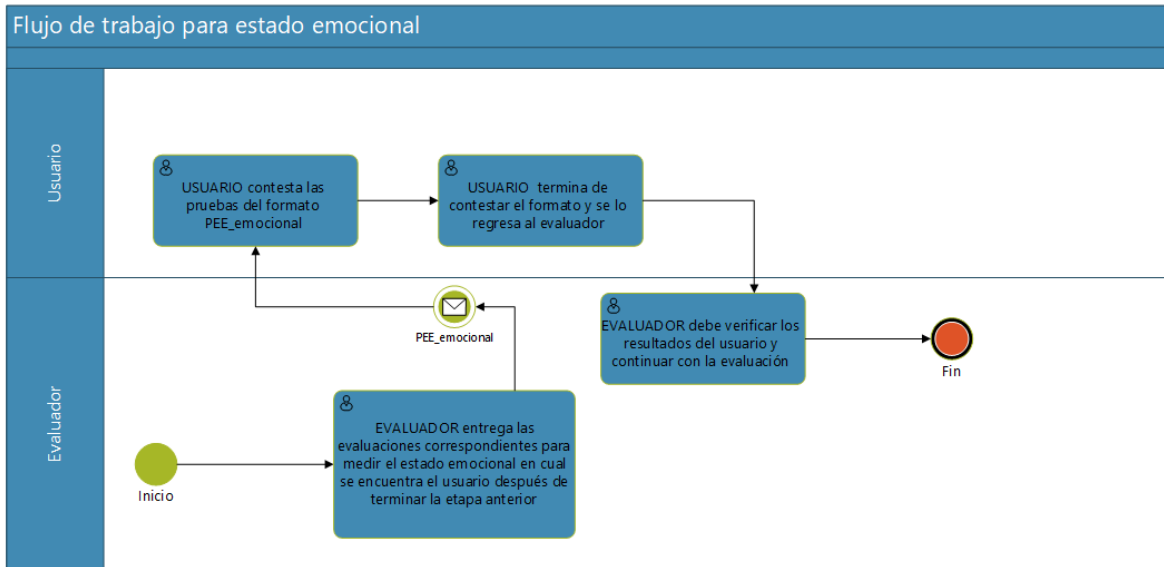 Flujo de trabajo para estado emocional
Usuario
USUARIO contesta las
pruebas del formato
PEE_emocional
USUARIO termina de
contestar el formato y se lo
regresa al evaluador
Evaluador
PEE_emocional
EVALUADOR debe verificar los
resultados del usuario y
continuar con la evaluación
Fin
Inicio
EVALUADOR entrega las
evaluaciones correspondientes para
medir el estado emocional en cual
se encuentra el usuario después de
terminar la etapa anterior